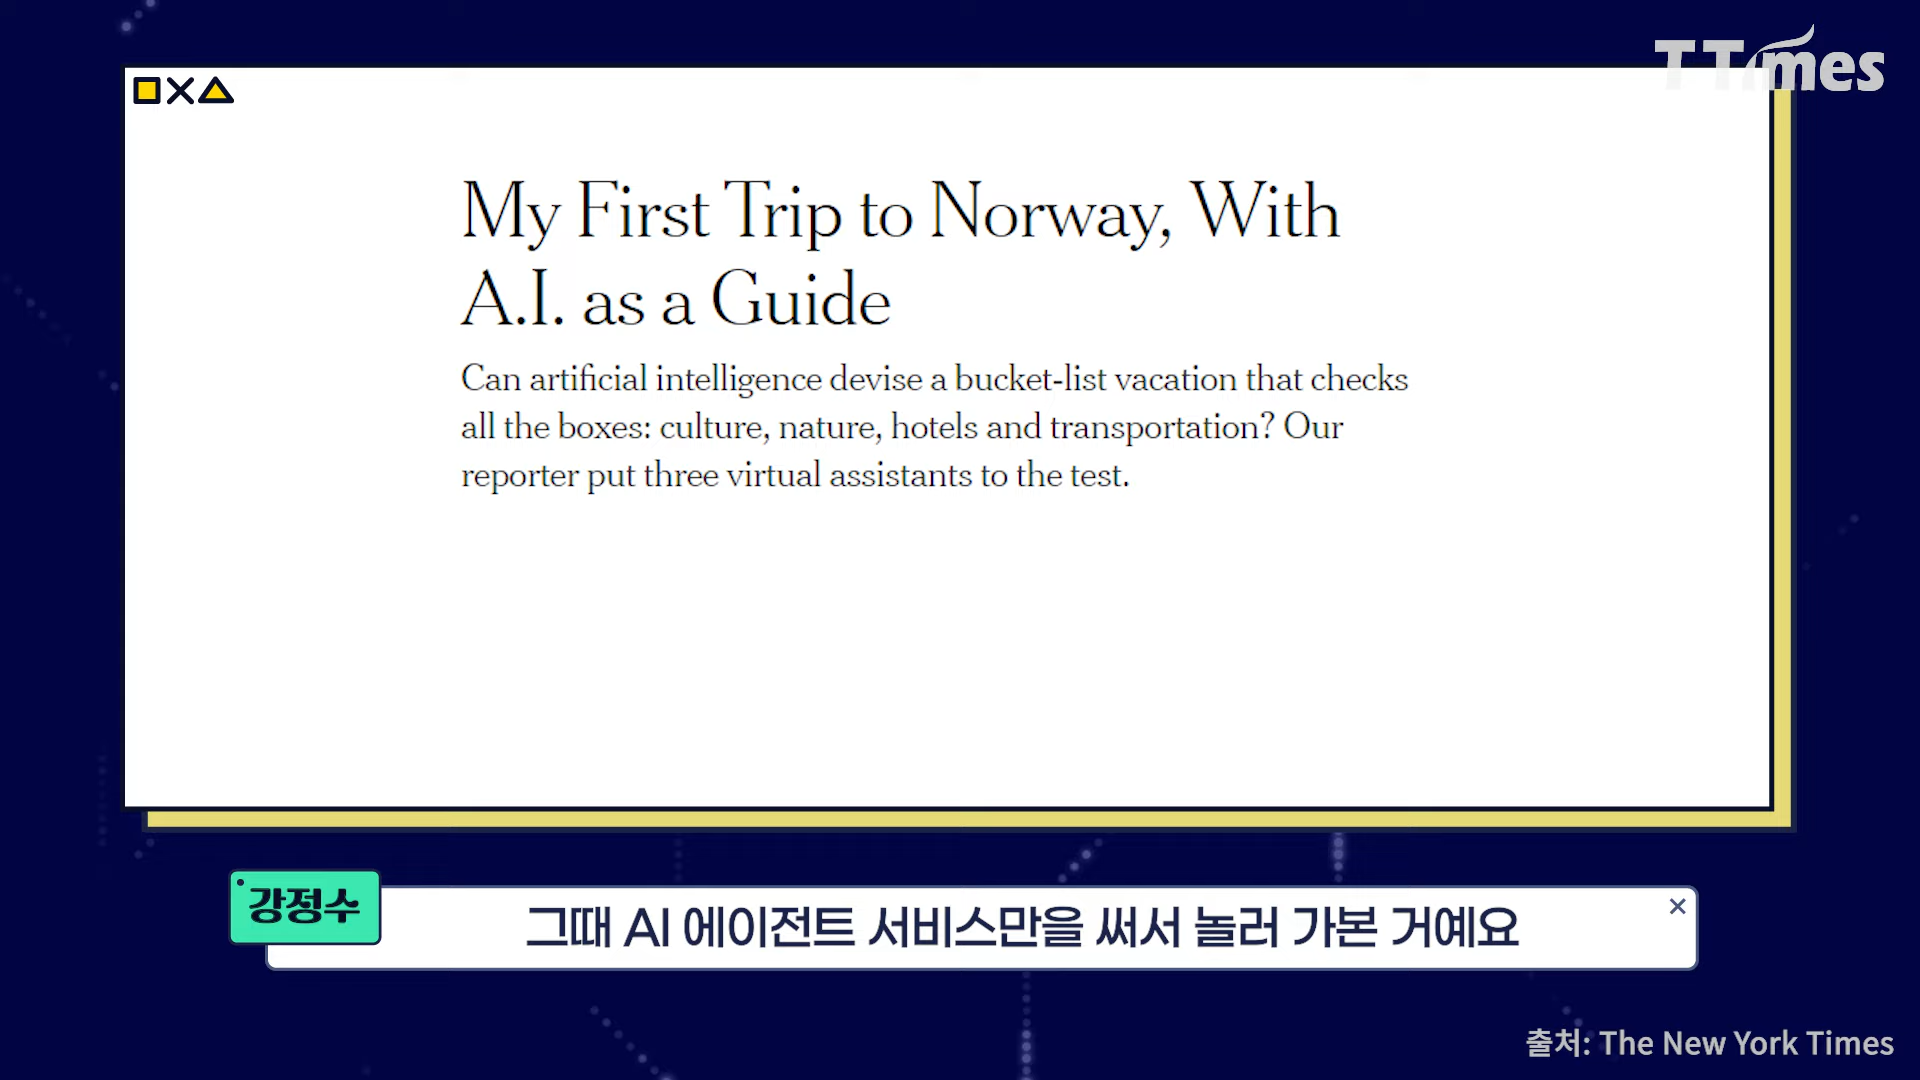 TTimes
My First Trip to Norway, With
A.I. as a Guide
Can artificial intelligence devise a bucket-list vacation that checks
all the boxes: culture, nature, hotels and transportation? Our
reporter put three virtual assistants to the test.
강정수
그때 AI 에이전트 서비스만을 써서 놀러 가본 거예요
출처: The New York Times